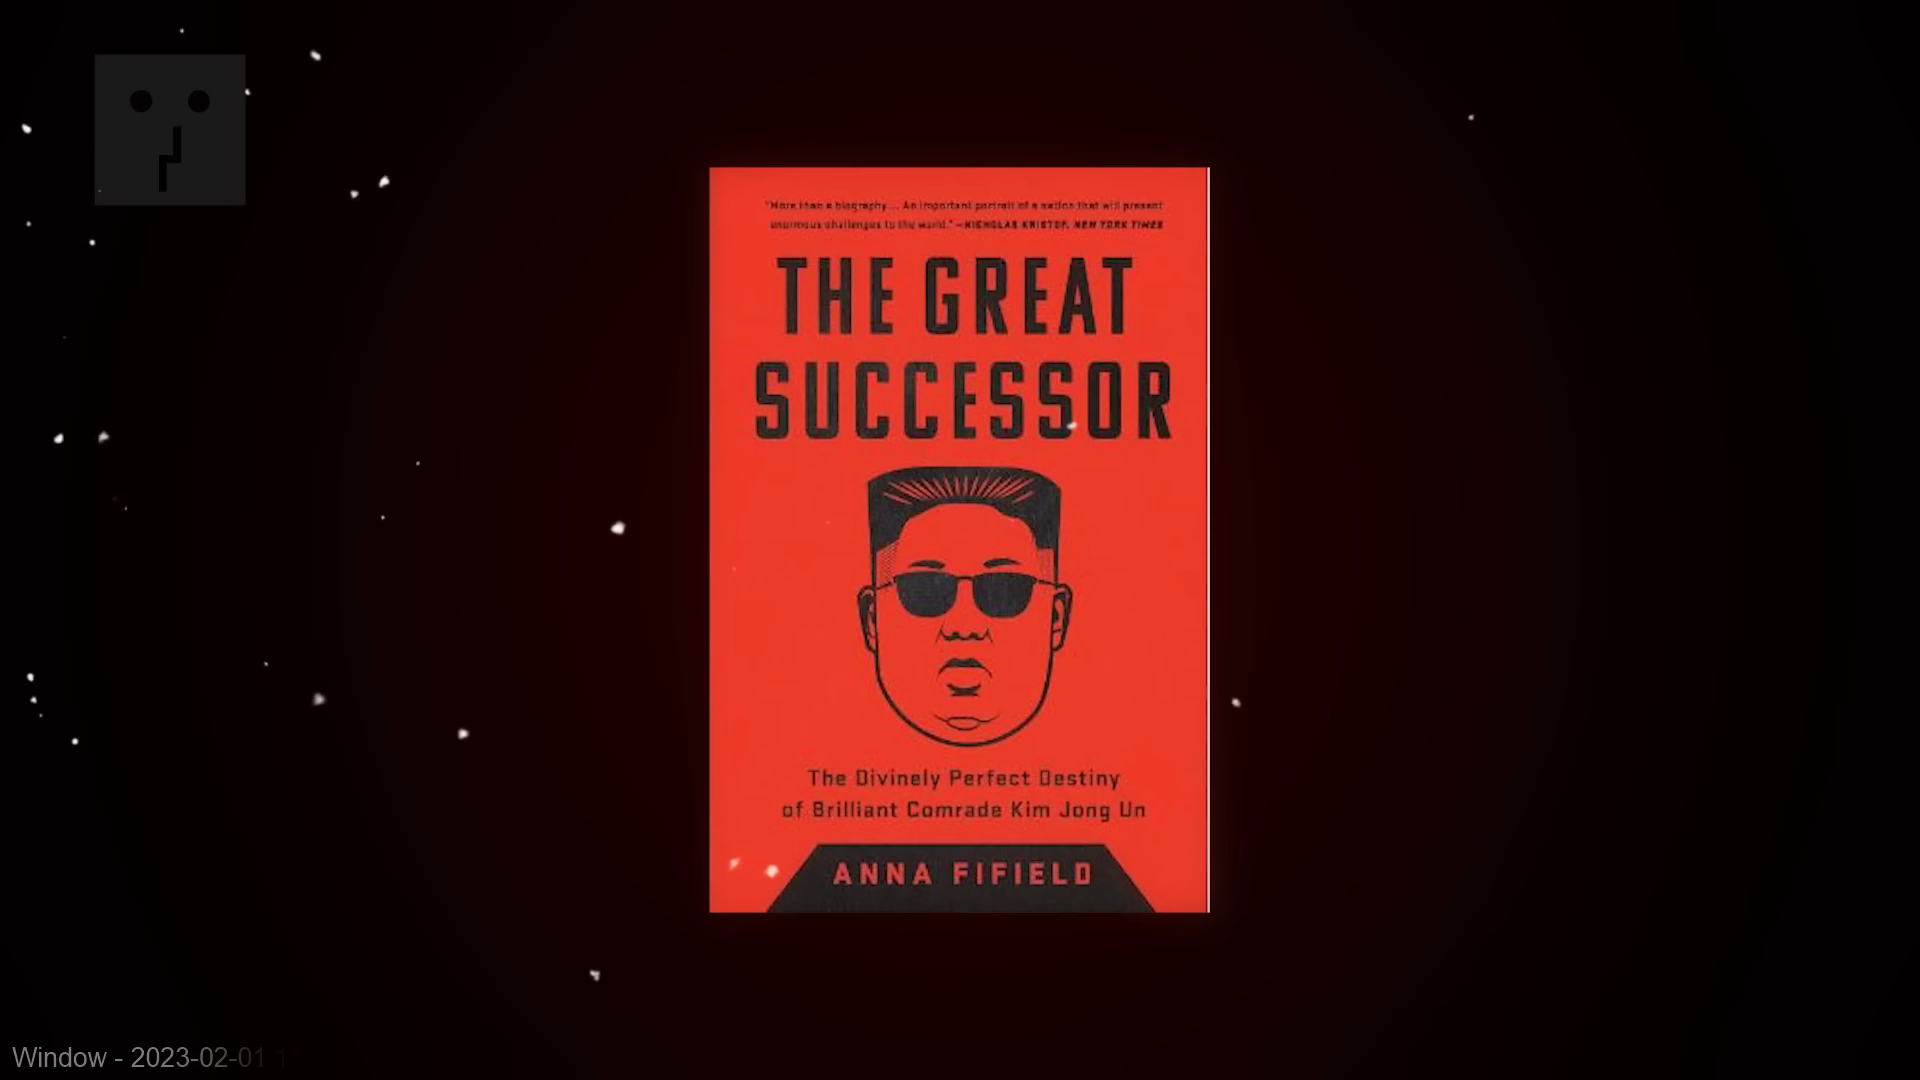 "More than a biography... An important portrait of a nation that will present
enormous challenges to the world." —NICHOLAS KRISTOF, NEW YORK TIMES
THE GREAT
SUCCESSOR
The Divinely Perfect Destiny
of Brilliant Comrade Kim Jong Un
ANNA FIFIELD
Window - 2023-02-01